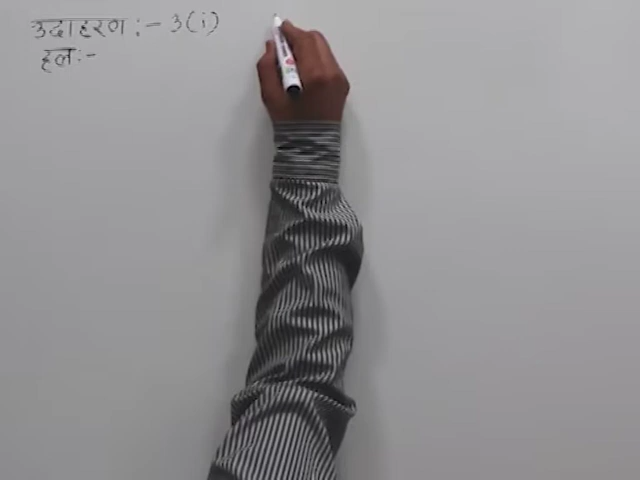 उदाहरण :- 3(i)
हल :-